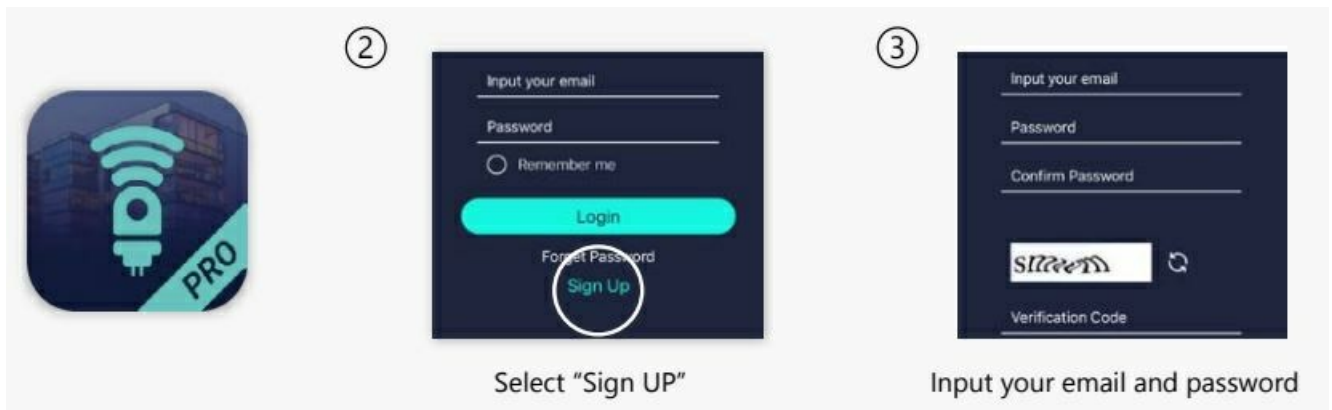 PRO
②
Input your email
Password
Remember me
Login
Forget Password
Sign Up
Select “Sign UP”
③
Input your email
Password
Confirm Password
Verification Code
Input your email and password